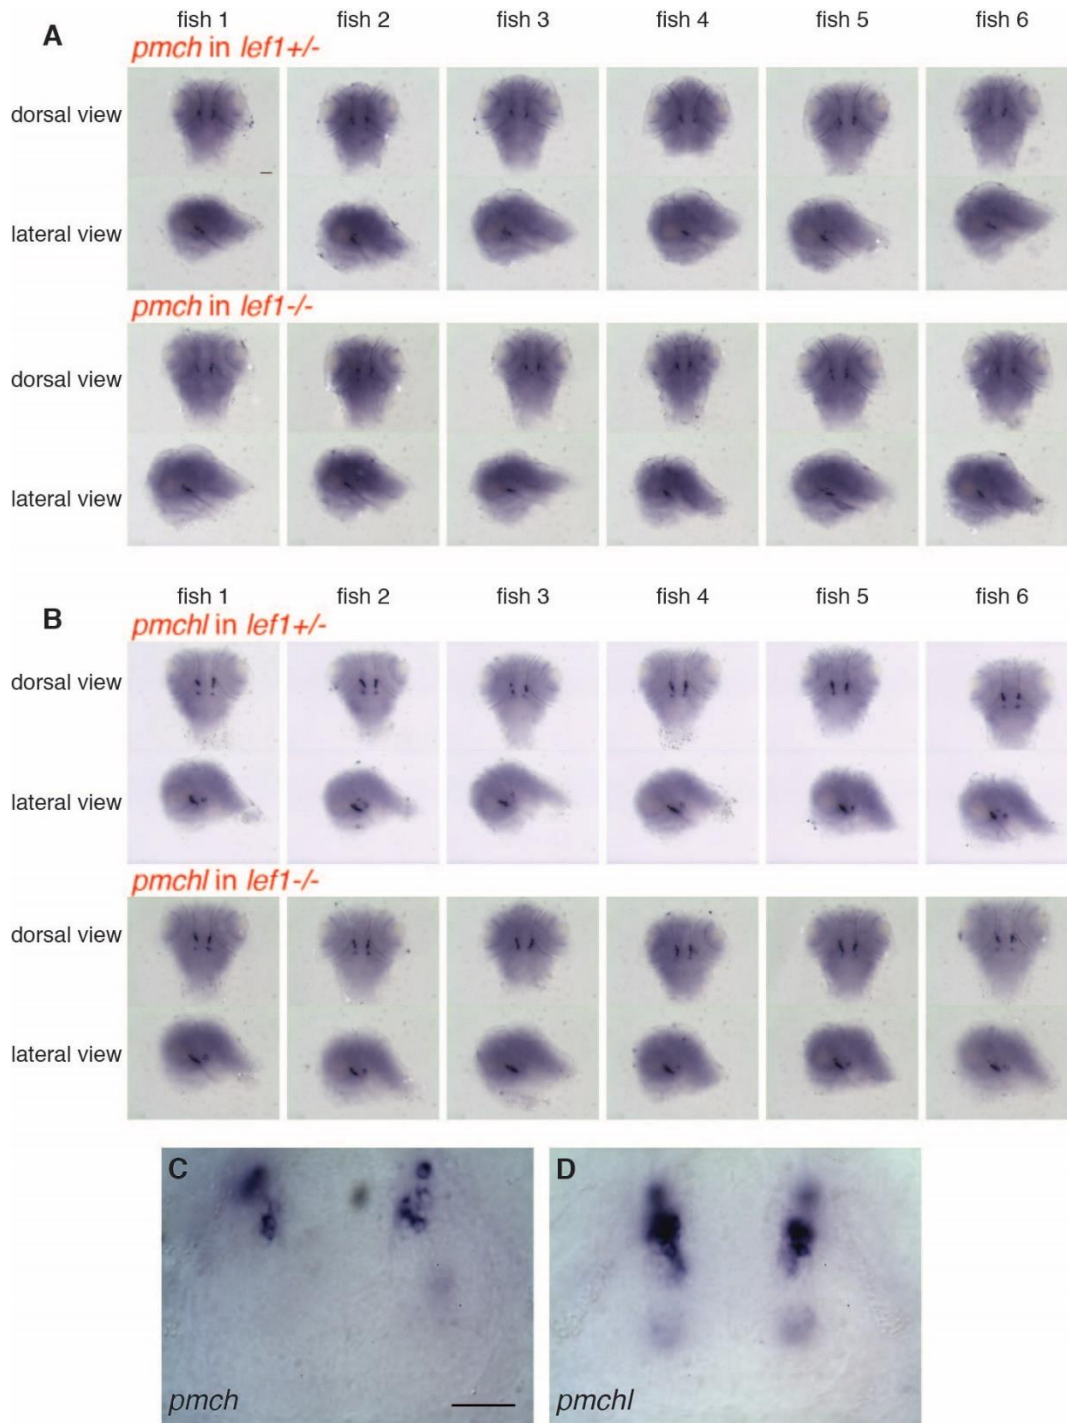 fish 1 fish 2 fish 3 fish 4 fish 5 fish 6
A
pmch in lef1+/-
dorsal view
lateral view
pmch in lef1-/-
dorsal view
lateral view
fish 1 fish 2 fish 3 fish 4 fish 5 fish 6
B
pmchl in lef1+/-
dorsal view
lateral view
pmchl in lef1-/-
dorsal view
lateral view
C D
pmch pmchl